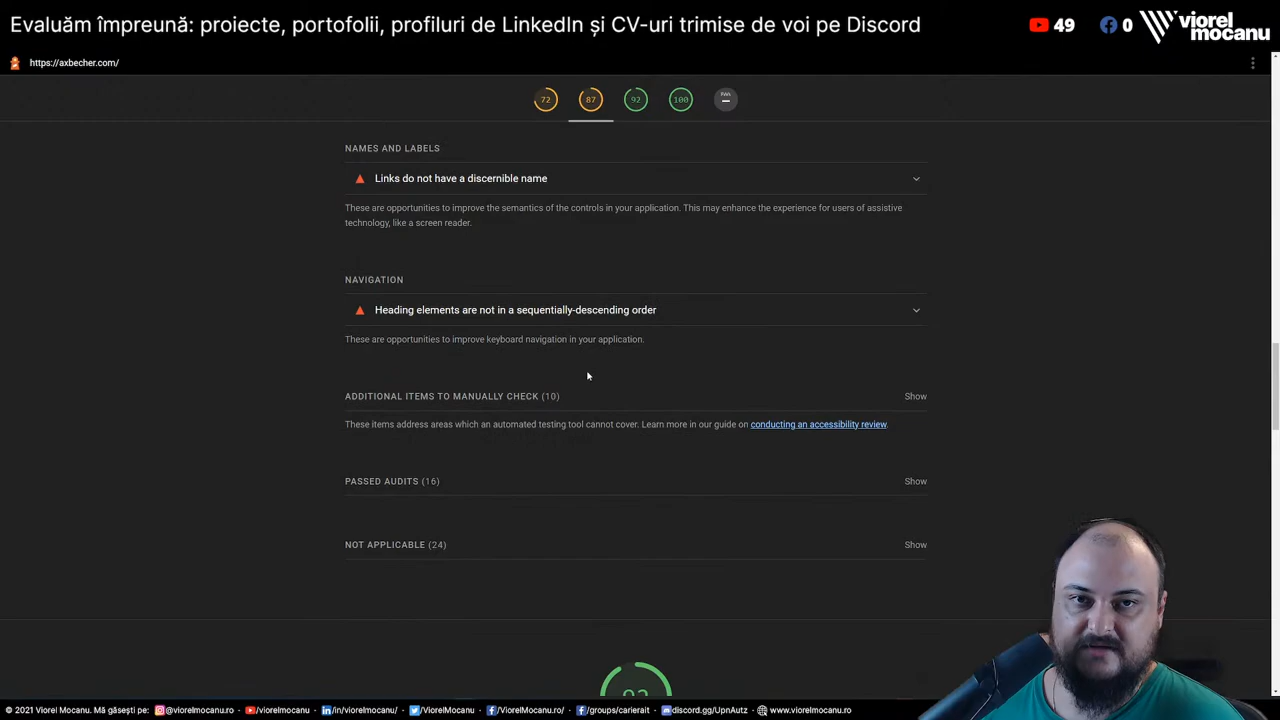 Evaluăm împreună: proiecte, portofolii, profiluri de LinkedIn și CV-uri trimise de voi pe Discord
49
0
viorel
mocanu
https://axbecher.com/
72
87
92
100
PWA
NAMES AND LABELS
Links do not have a discernible name
These are opportunities to improve the semantics of the controls in your application. This may enhance the experience for users of assistive
technology, like a screen reader.
NAVIGATION
Heading elements are not in a sequentially-descending order
These are opportunities to improve keyboard navigation in your application.
ADDITIONAL ITEMS TO MANUALLY CHECK (10)
Show
These items address areas which an automated testing tool cannot cover. Learn more in our guide on conducting an accessibility review.
PASSED AUDITS (16)
Show
NOT APPLICABLE (24)
Show
92
© 2021 Viorel Mocanu. Mă găsești pe: @viorelmocanu /viorelmocanu /in/viorelmocanu/ /ViorelMocanu /ViorelMocanu.ro/ /groups/carierait discord.gg/UpnAutz www.viorelmocanu.ro